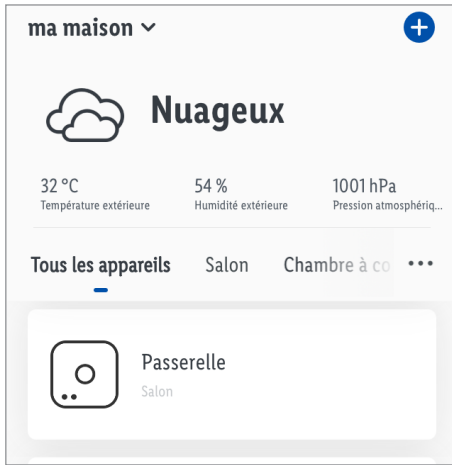 ma maison
Nuageux
32 °C 54 % 1001 hPa
Température extérieure Humidité extérieure Pression atmosphériq...
Tous les appareils Salon Chambre à co
Passerelle
Salon